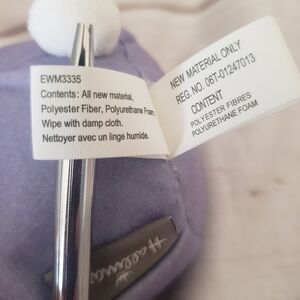 EWM3335
Contents: All new material,
Polyester Fiber, Polyurethane Foam
Wipe with damp cloth.
Nettoyer avec un linge humide.
NEW MATERIAL ONLY
REG. NO. 06T-01247013
CONTENT
POLYESTER FIBRES
POLYURETHANE FOAM